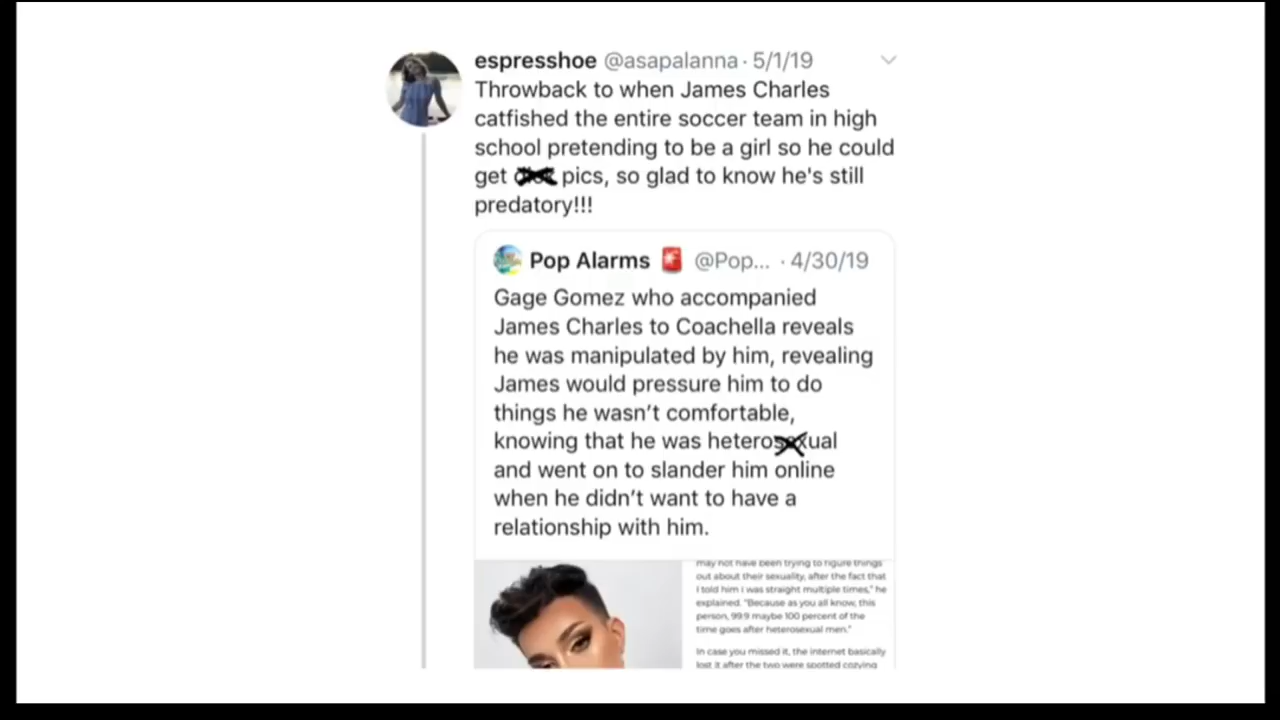 espresshoe @asapalanna · 5/1/19
Throwback to when James Charles
catfished the entire soccer team in high
school pretending to be a girl so he could
get pics, so glad to know he's still
predatory!!!
Pop Alarms 🚨 @Pop... · 4/30/19
Gage Gomez who accompanied
James Charles to Coachella reveals
he was manipulated by him, revealing
James would pressure him to do
things he wasn't comfortable,
knowing that he was heterosexual
and went on to slander him online
when he didn't want to have a
relationship with him.
may not have been trying to figure things
out about their sexuality, after the fact that
I told him I was straight multiple times," he
explained. "Because as you all know, this
person, 99.9 maybe 100 percent of the
time goes after heterosexual men."
In case you missed it, the internet basically
lost it after the two were spotted cozying